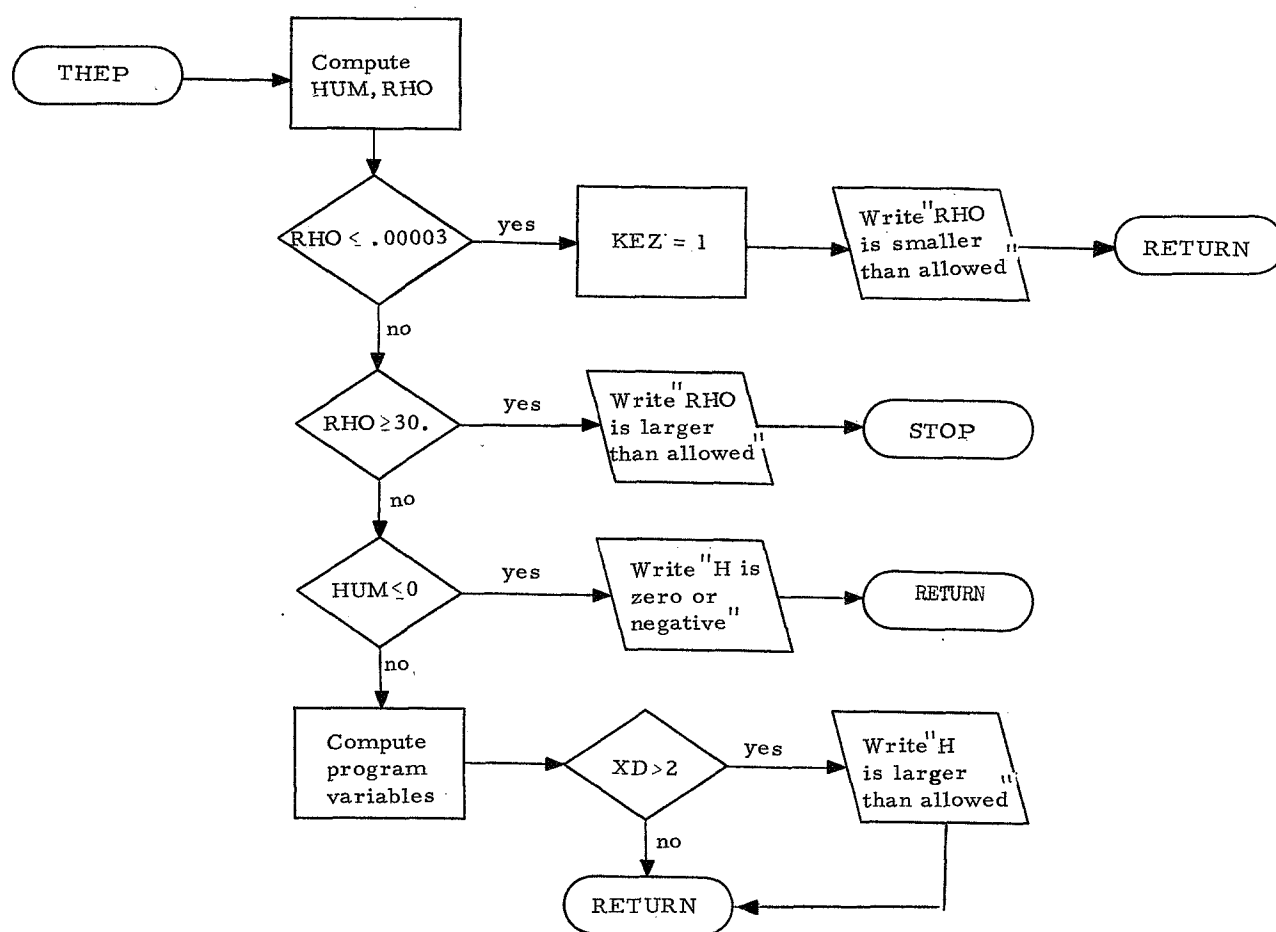 THEP
Compute
HUM, RHO
RHO ≤ .00003
yes
KEZ = 1
Write "RHO
is smaller
than allowed"
RETURN
no
RHO ≥ 30.
yes
Write "RHO
is larger
than allowed"
STOP
no
HUM ≤ 0
yes
Write "H is
zero or
negative"
RETURN
no
Compute
program
variables
XD > 2
yes
Write "H
is larger
than allowed"
no
RETURN